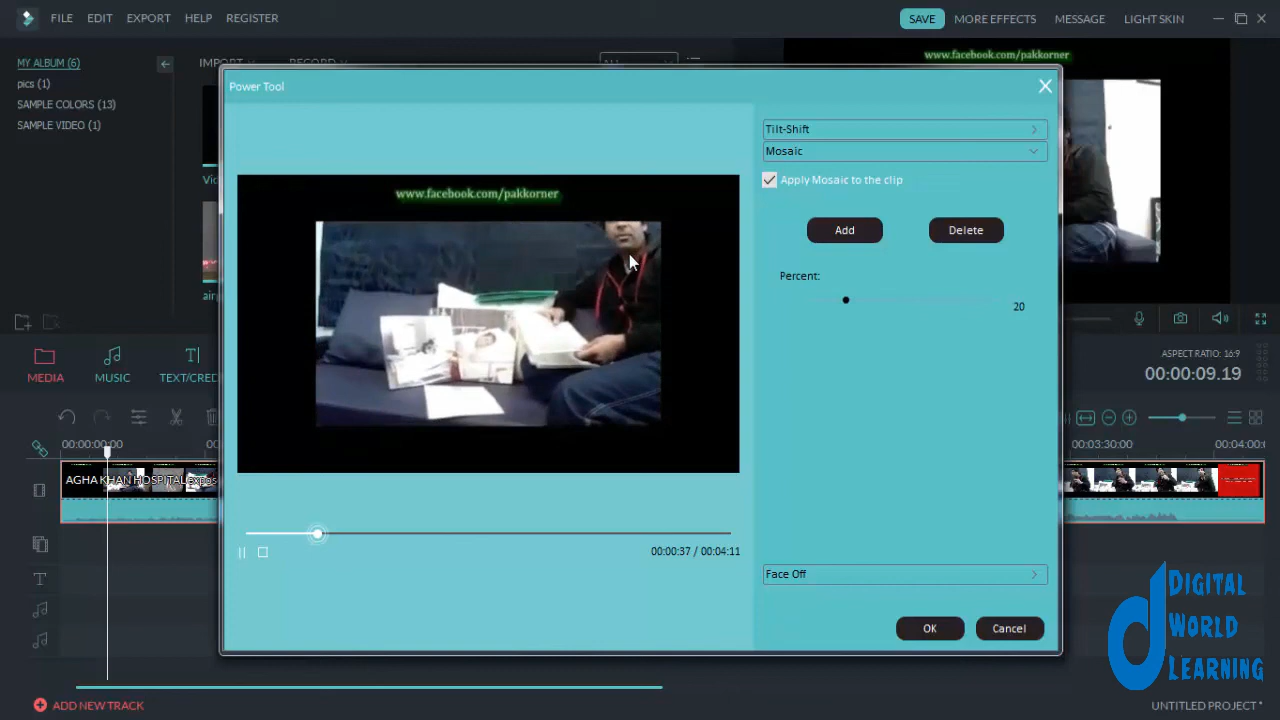 FILE EDIT EXPORT HELP REGISTER
SAVE MORE EFFECTS MESSAGE LIGHT SKIN
MY ALBUM (6)
pics (1)
SAMPLE COLORS (13)
SAMPLE VIDEO (1)
www.facebook.com/pakkorner
Power Tool
www.facebook.com/pakkorner
Tilt-Shift
Mosaic
Apply Mosaic to the clip
Add Delete
Percent:
20
00:00:37 / 00:04:11
Face Off
OK Cancel
MEDIA MUSIC TEXT/CRED
ASPECT RATIO: 16:9
00:00:09.19
00:00:00:00
00:03:30:00 00:04:00:
AGHA KHAN HOSPITAL expos
ADD NEW TRACK
UNTITLED PROJECT *
DIGITAL
WORLD
LEARNING